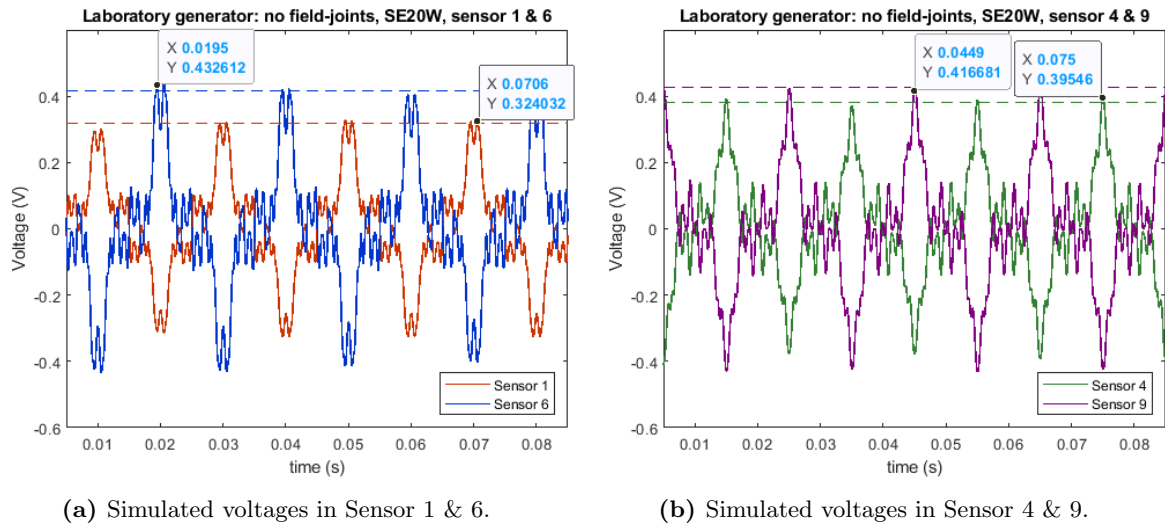 Laboratory generator: no field-joints, SE20W, sensor 1 & 6
X 0.0195
Y 0.432612
X 0.0706
Y 0.324032
0.4
0.2
0
-0.2
-0.4
-0.6
Voltage (V)
Sensor 1
Sensor 6
0.01 0.02 0.03 0.04 0.05 0.06 0.07 0.08
time (s)
(a) Simulated voltages in Sensor 1 & 6.
Laboratory generator: no field-joints, SE20W, sensor 4 & 9
X 0.0449
Y 0.416681
X 0.075
Y 0.39546
0.4
0.2
0
-0.2
-0.4
-0.6
Voltage (V)
Sensor 4
Sensor 9
0.01 0.02 0.03 0.04 0.05 0.06 0.07 0.08
time (s)
(b) Simulated voltages in Sensor 4 & 9.